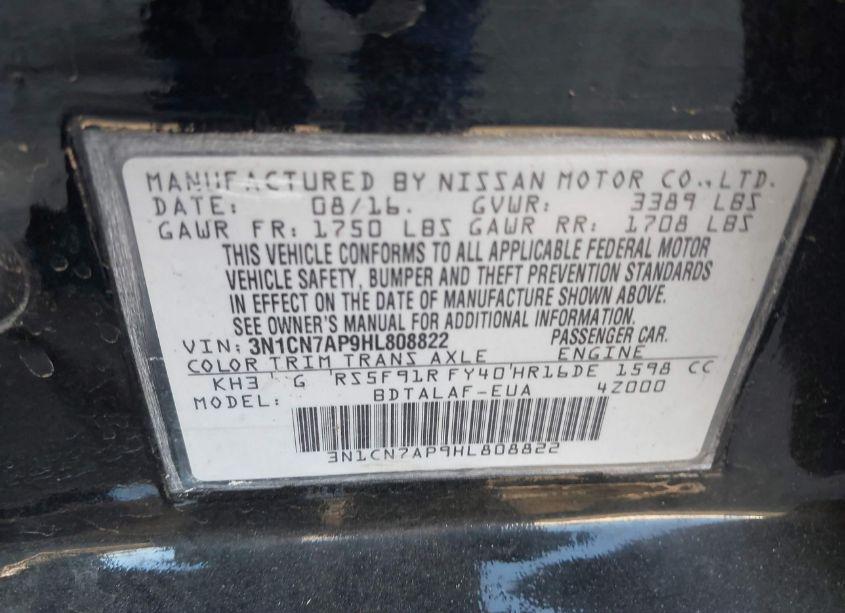 MANUFACTURED BY NISSAN MOTOR CO., LTD.
DATE: 08/16. GVWR: 3389 LBS
GAWR FR: 1750 LBS GAWR RR: 1708 LBS
THIS VEHICLE CONFORMS TO ALL APPLICABLE FEDERAL MOTOR
VEHICLE SAFETY, BUMPER AND THEFT PREVENTION STANDARDS
IN EFFECT ON THE DATE OF MANUFACTURE SHOWN ABOVE.
SEE OWNER'S MANUAL FOR ADDITIONAL INFORMATION.
VIN: 3N1CN7AP9HL808822 PASSENGER CAR.
COLOR TRIM TRANS AXLE ENGINE
KH3 G RS5F91R FY40 HR16DE 1598 CC
MODEL: BDTALAF-EUA 4Z000
3N1CN7AP9HL808822